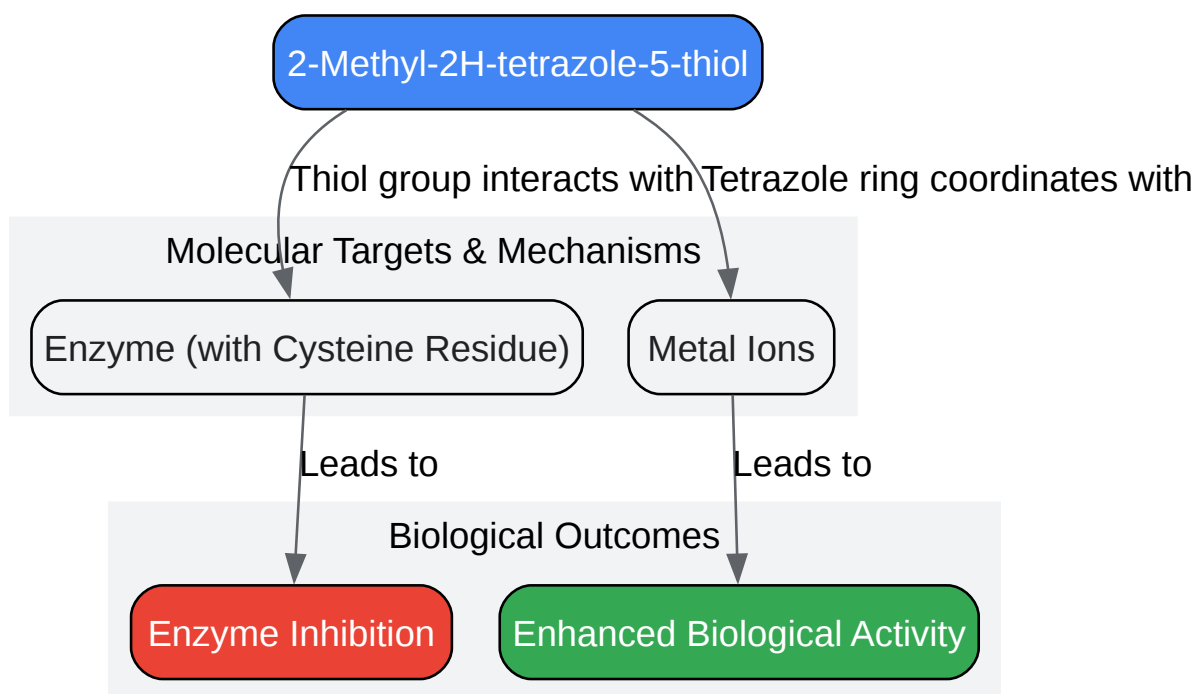 2-Methyl-2H-tetrazole-5-thiol
Thiol group interacts with
Tetrazole ring coordinates with
Molecular Targets & Mechanisms
Enzyme (with Cysteine Residue)
Metal Ions
Leads to
Leads to
Biological Outcomes
Enzyme Inhibition
Enhanced Biological Activity